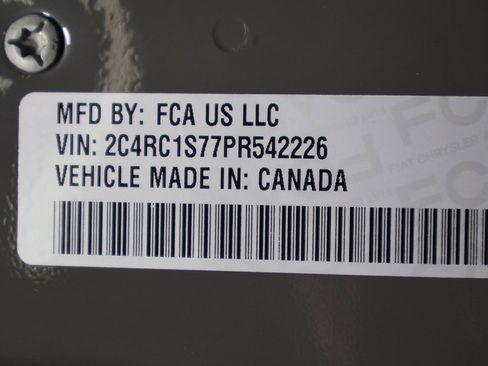 MFD BY: FCA US LLC
VIN: 2C4RC1S77PR542226
VEHICLE MADE IN: CANADA